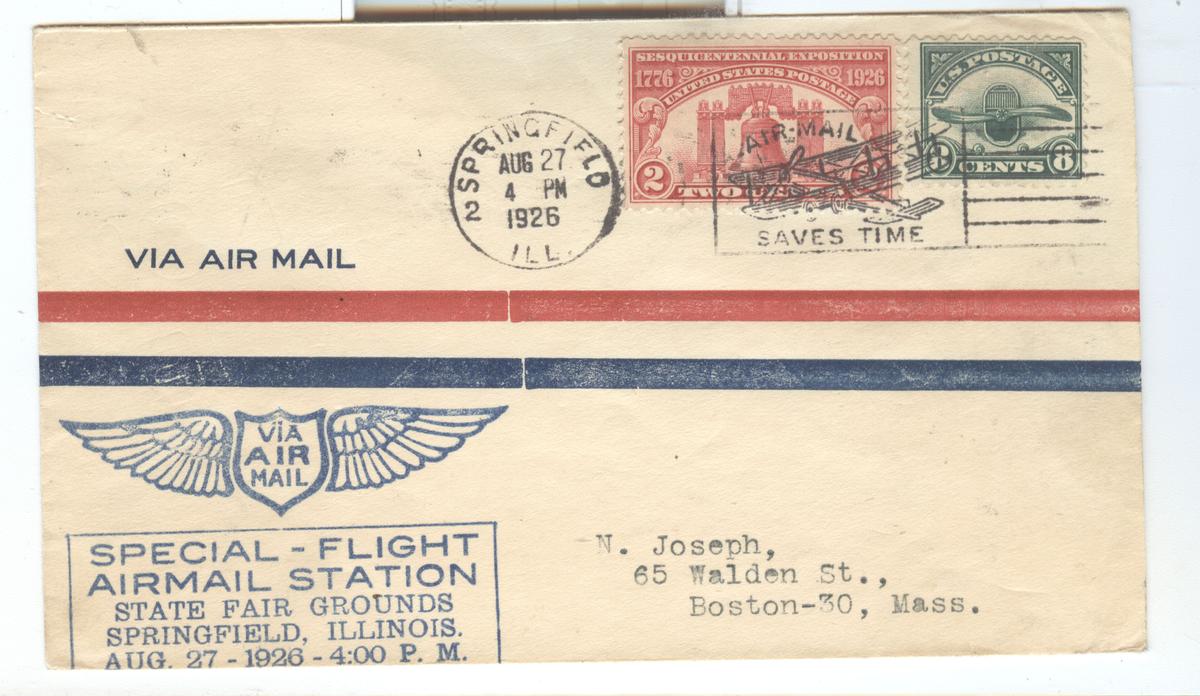 SESQUICENTENNIAL EXPOSITION
1776 UNITED STATES POSTAGE 1926
2 TWO
U.S. POSTAGE
CENTS 8
2 SPRINGFIELD
AUG 27
4 PM
1926
ILL.
AIR-MAIL
SAVES TIME
VIA AIR MAIL
VIA
AIR
MAIL
SPECIAL - FLIGHT
AIRMAIL STATION
STATE FAIR GROUNDS
SPRINGFIELD, ILLINOIS.
AUG. 27 - 1926 - 4:00 P. M.
N. Joseph,
65 Walden St.,
Boston-30, Mass.